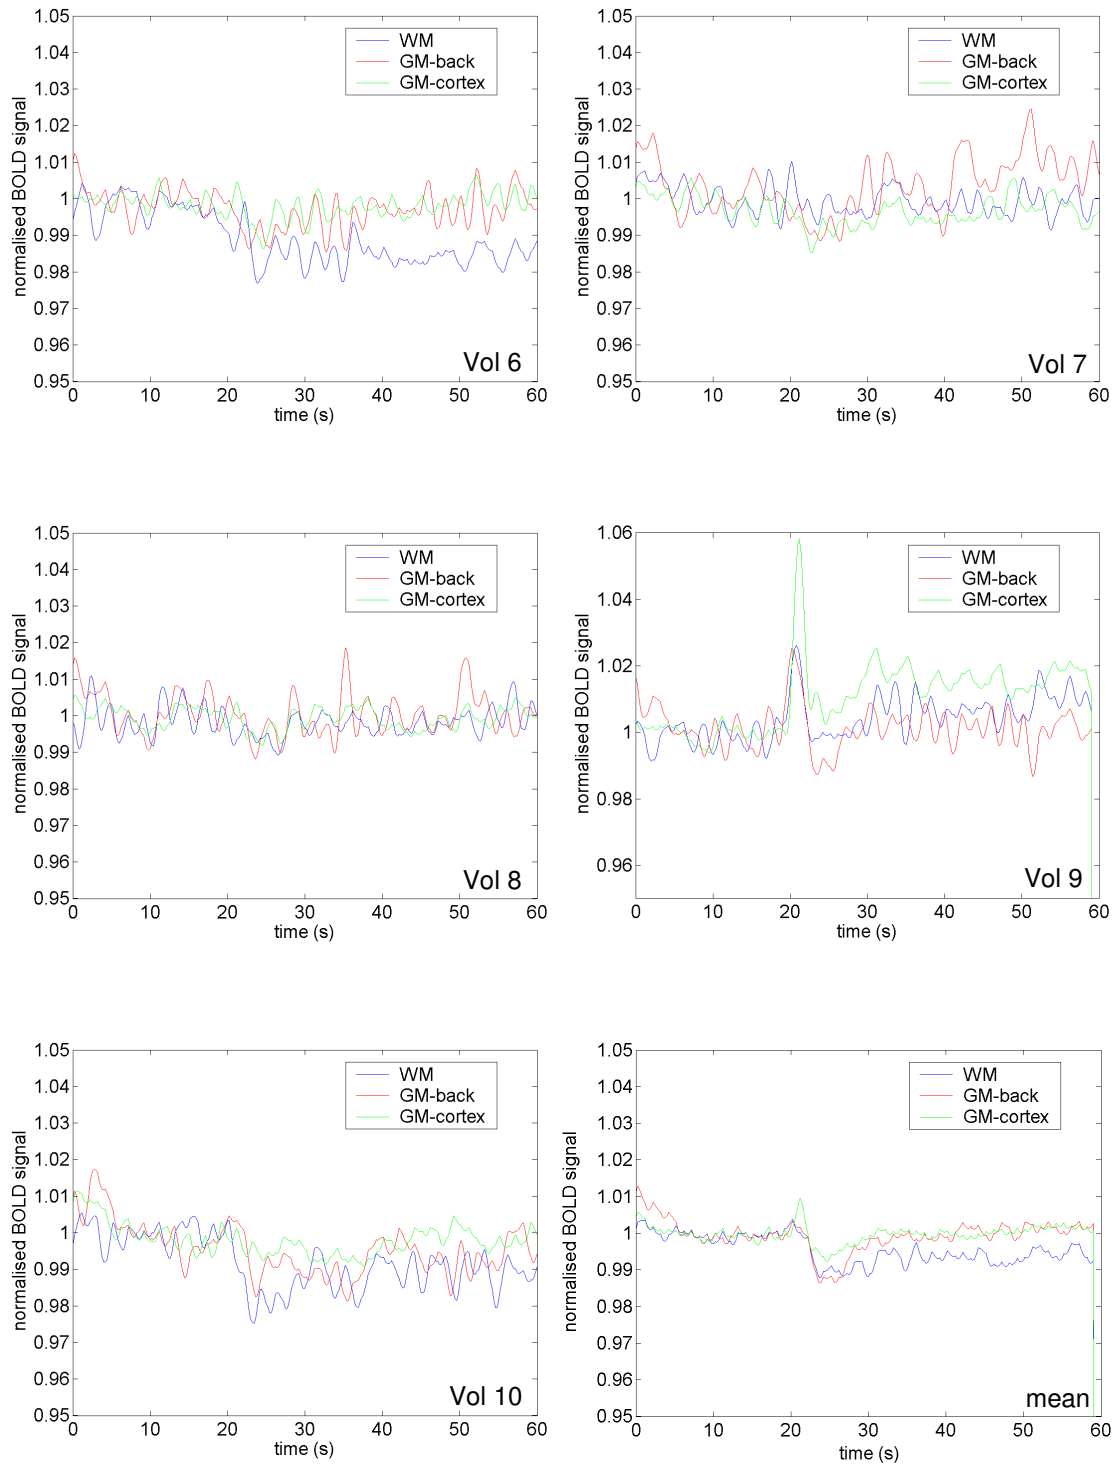 1.05
1.04
1.03
1.02
1.01
1
0.99
0.98
0.97
0.96
0.95
normalised BOLD signal
WM
GM-back
GM-cortex
Vol 6
0 10 20 30 40 50 60
time (s)
1.05
1.04
1.03
1.02
1.01
1
0.99
0.98
0.97
0.96
0.95
normalised BOLD signal
WM
GM-back
GM-cortex
Vol 7
0 10 20 30 40 50 60
time (s)
1.05
1.04
1.03
1.02
1.01
1
0.99
0.98
0.97
0.96
0.95
normalised BOLD signal
WM
GM-back
GM-cortex
Vol 8
0 10 20 30 40 50 60
time (s)
1.06
1.04
1.02
1
0.98
0.96
normalised BOLD signal
WM
GM-back
GM-cortex
Vol 9
0 10 20 30 40 50 60
time (s)
1.05
1.04
1.03
1.02
1.01
1
0.99
0.98
0.97
0.96
0.95
normalised BOLD signal
WM
GM-back
GM-cortex
Vol 10
0 10 20 30 40 50 60
time (s)
1.05
1.04
1.03
1.02
1.01
1
0.99
0.98
0.97
0.96
0.95
normalised BOLD signal
WM
GM-back
GM-cortex
mean
0 10 20 30 40 50 60
time (s)